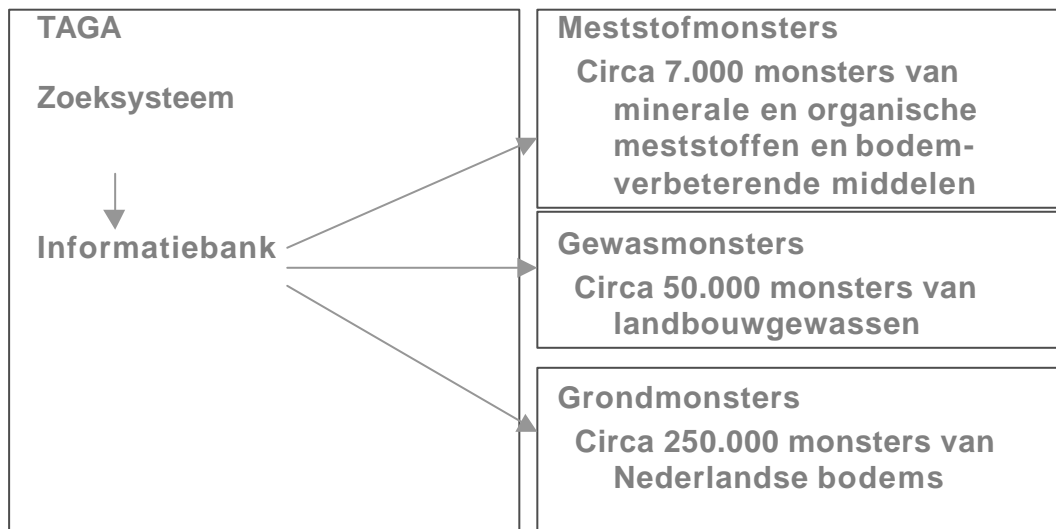 TAGA
Zoeksysteem
Informatiebank
Meststofmonsters
Circa 7.000 monsters van
minerale en organische
meststoffen en bodem-
verbeterende middelen
Gewasmonsters
Circa 50.000 monsters van
landbouwgewassen
Grondmonsters
Circa 250.000 monsters van
Nederlandse bodems